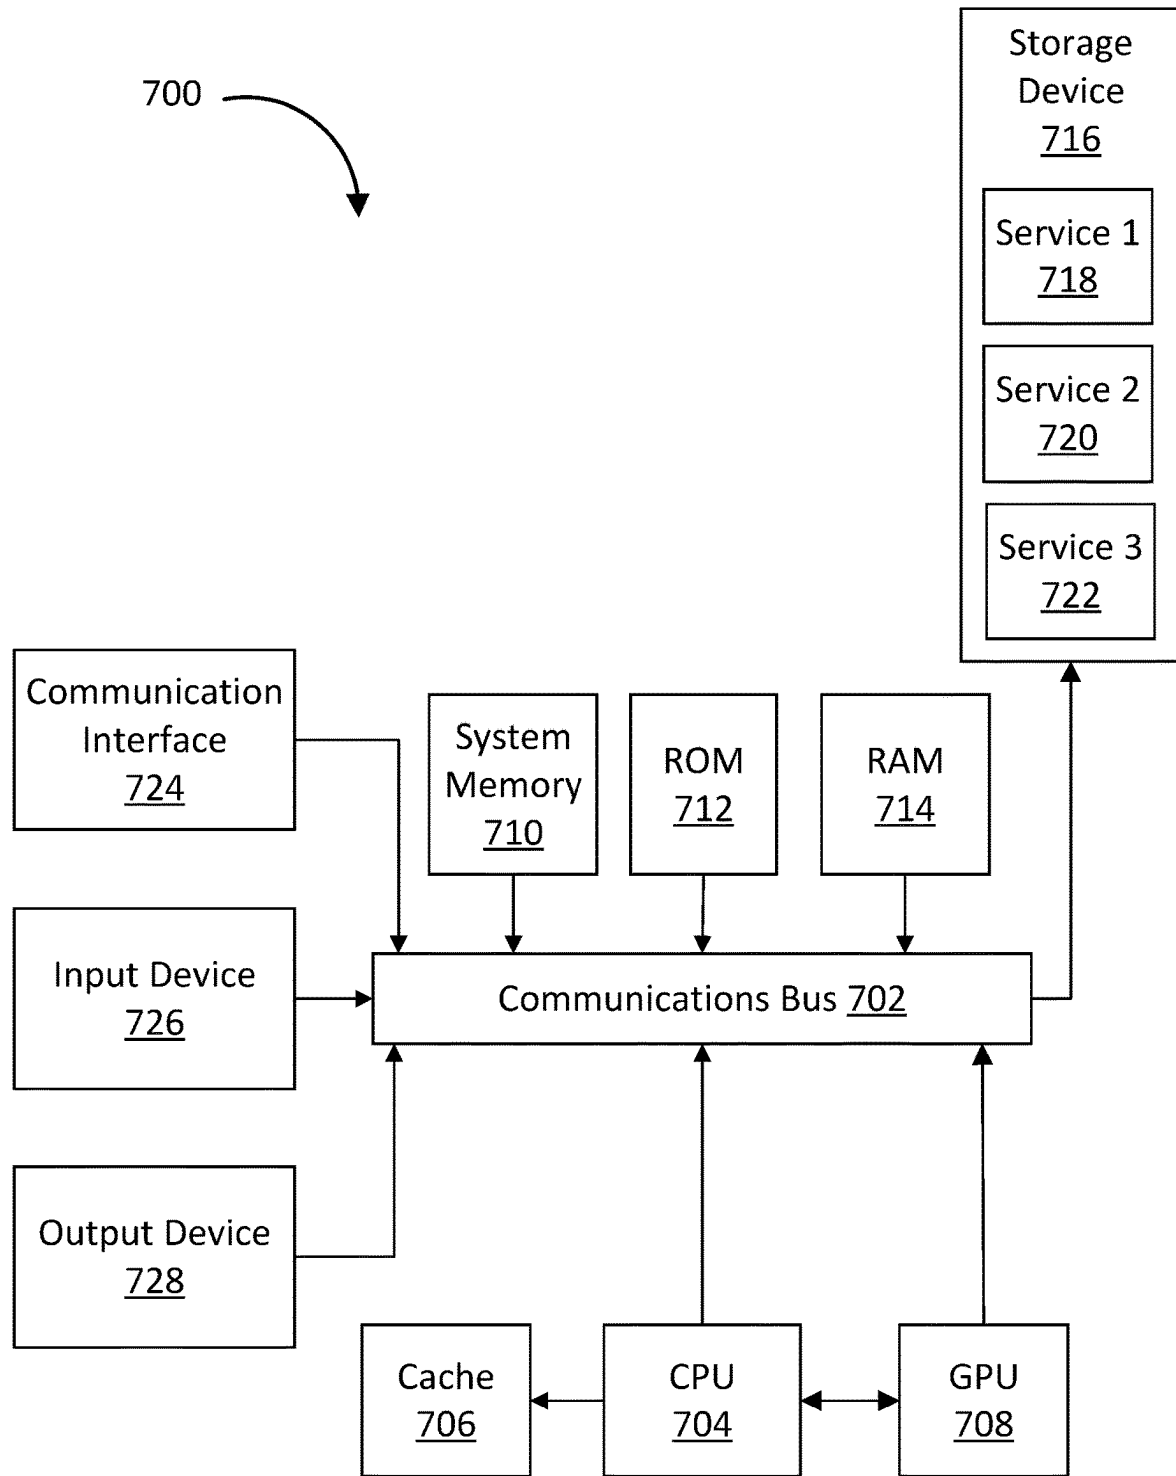 700
Storage
Device
716
Service 1
718
Service 2
720
Service 3
722
Communication
Interface
724
System
Memory
710
ROM
712
RAM
714
Input Device
726
Communications Bus 702
Output Device
728
Cache
706
CPU
704
GPU
708